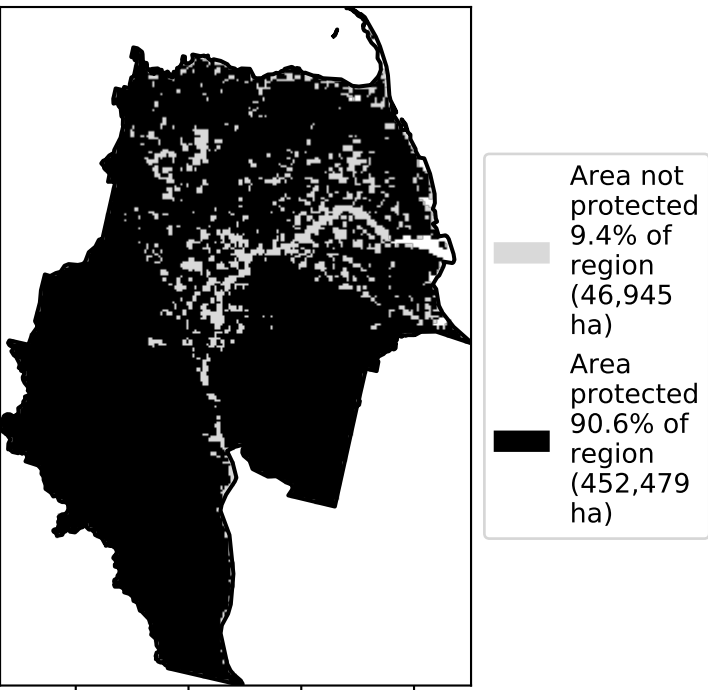 Area not
protected
9.4% of
region
(46,945
ha)
Area
protected
90.6% of
region
(452,479
ha)